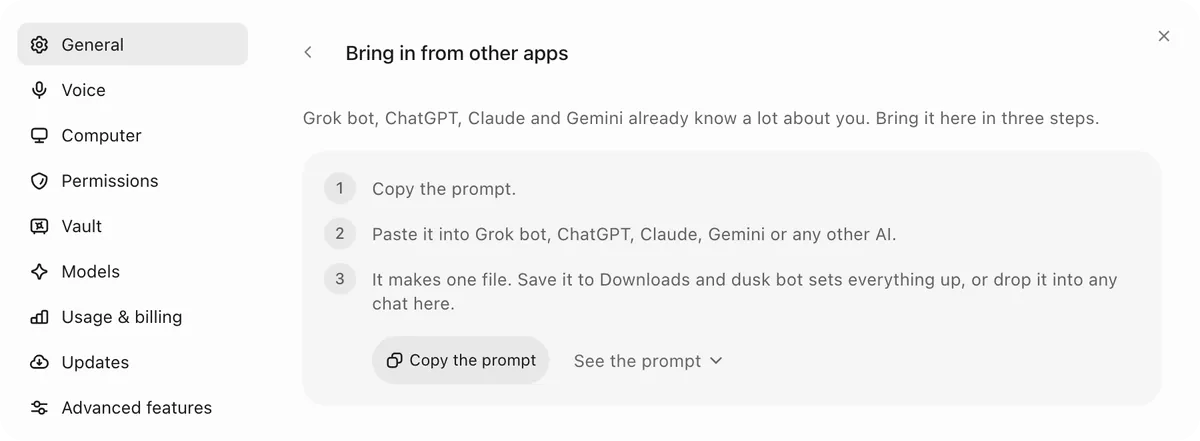 General
Voice
Computer
Permissions
Vault
Models
Usage & billing
Updates
Advanced features
Bring in from other apps
Grok bot, ChatGPT, Claude and Gemini already know a lot about you. Bring it here in three steps.
1 Copy the prompt.
2 Paste it into Grok bot, ChatGPT, Claude, Gemini or any other AI.
3 It makes one file. Save it to Downloads and dusk bot sets everything up, or drop it into any
chat here.
Copy the prompt See the prompt